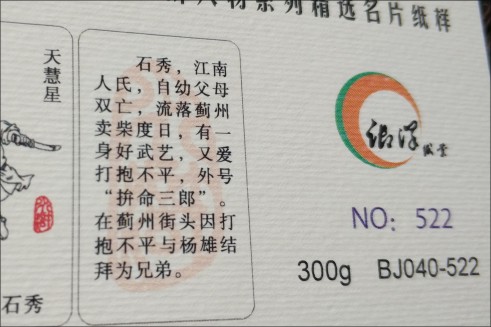 系列精选名片纸样
天慧星
石秀，江南
人氏，自幼父母
双亡，流落蓟州
卖柴度日，有一
身好武艺，又爱
打抱不平，外号
“拼命三郎”。
在蓟州街头因打
抱不平与杨雄结
拜为兄弟。
石秀
NO: 522
300g BJ040-522